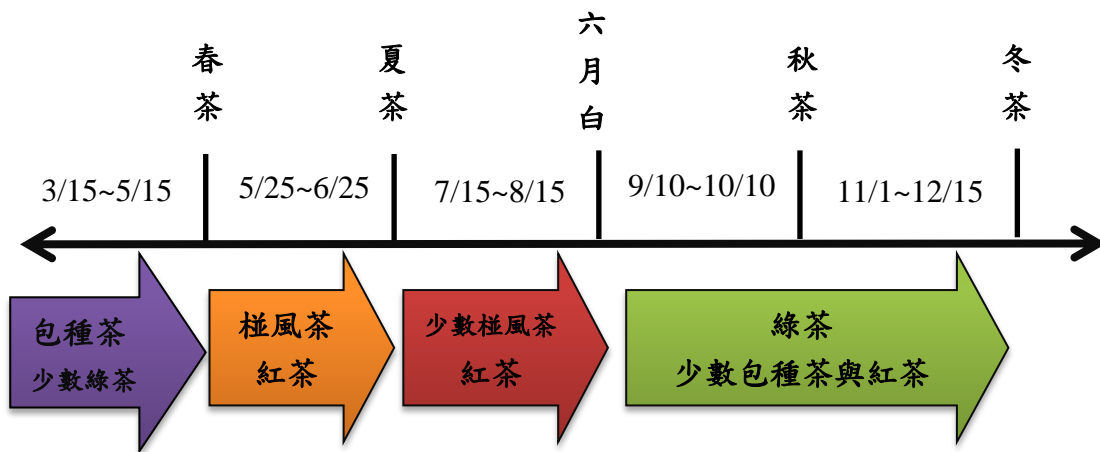 春茶
夏茶
六月白
秋茶
冬茶
3/15~5/15
5/25~6/25
7/15~8/15
9/10~10/10
11/1~12/15
包種茶
少數綠茶
椪風茶
紅茶
少數椪風茶
紅茶
綠茶
少數包種茶與紅茶